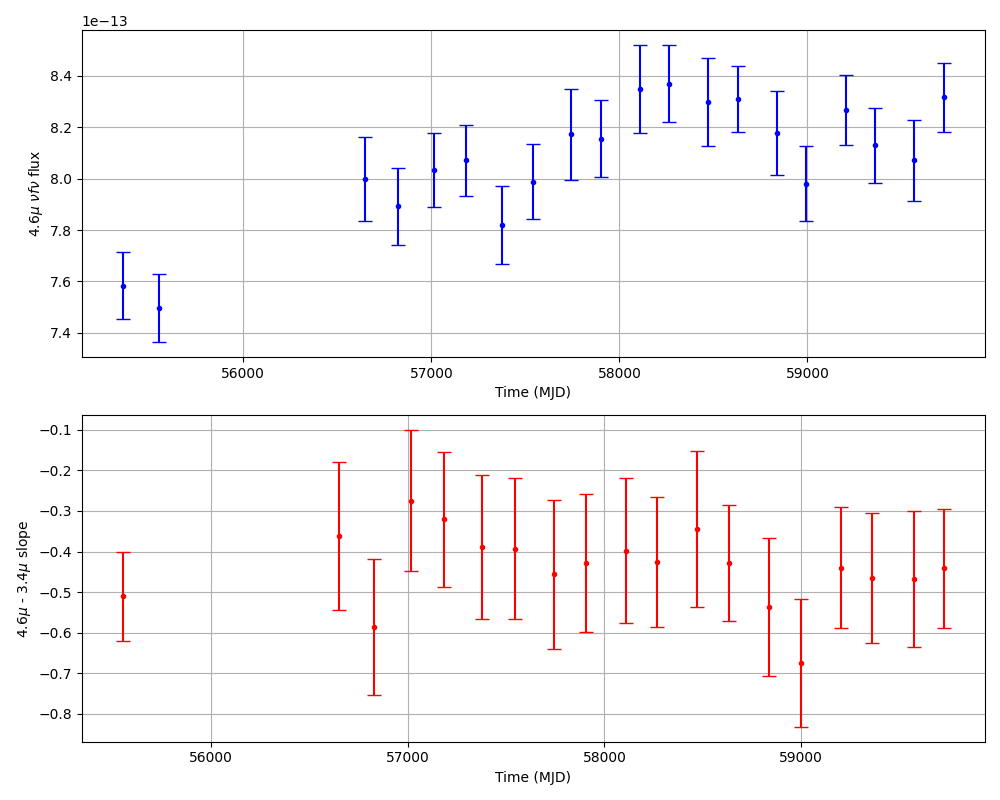 1e−13
8.4
8.2
8.0
7.8
7.6
7.4
4.6μ νfν flux
56000 57000 58000 59000
Time (MJD)
−0.1
−0.2
−0.3
−0.4
−0.5
−0.6
−0.7
−0.8
4.6μ - 3.4μ slope
56000 57000 58000 59000
Time (MJD)